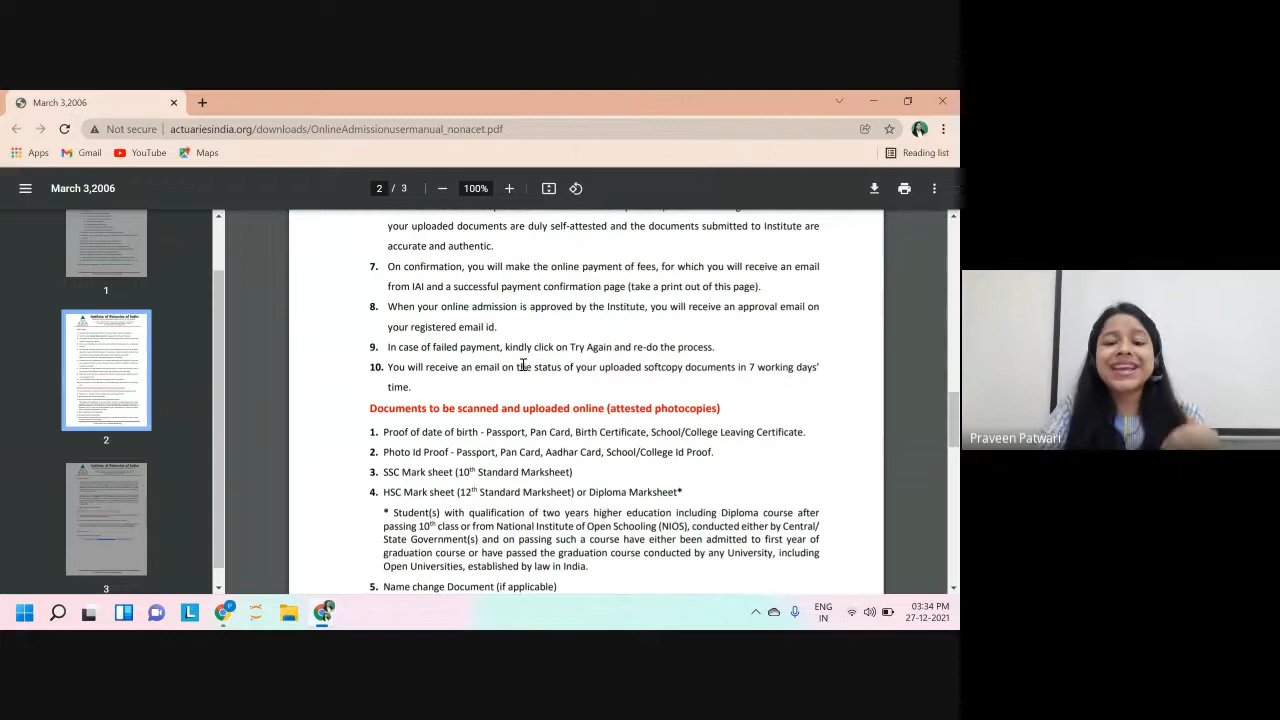 March 3,2006
Not secure
actuariesindia.org/downloads/OnlineAdmissionusermanual_nonacet.pdf
Apps
Gmail
YouTube
Maps
Reading list
March 3,2006
2 / 3
100%
your uploaded documents are duly self-attested and the documents submitted to Institute are
accurate and authentic.
7. On confirmation, you will make the online payment of fees, for which you will receive an email
from IAI and a successful payment confirmation page (take a print out of this page).
8. When your online admission is approved by the Institute, you will receive an approval email on
your registered email id.
9. In case of failed payment, kindly click on Try Again and re-do the process.
10. You will receive an email on the status of your uploaded softcopy documents in 7 working days'
time.
Documents to be scanned and uploaded online (attested photocopies)
1. Proof of date of birth - Passport, Pan Card, Birth Certificate, School/College Leaving Certificate.
2. Photo Id Proof - Passport, Pan Card, Aadhar Card, School/College Id Proof.
3. SSC Mark sheet (10th Standard Marksheet)
4. HSC Mark sheet (12th Standard Marksheet) or Diploma Marksheet*
* Student(s) with qualification of two years higher education including Diploma course after
passing 10th class or from National Institute of Open Schooling (NIOS), conducted either by Central/
State Government(s) and on passing such a course have either been admitted to first year of
graduation course or have passed the graduation course conducted by any University, including
Open Universities, established by law in India.
5. Name change Document (if applicable)
1
2
3
Praveen Patwari
ENG
IN
03:34 PM
27-12-2021